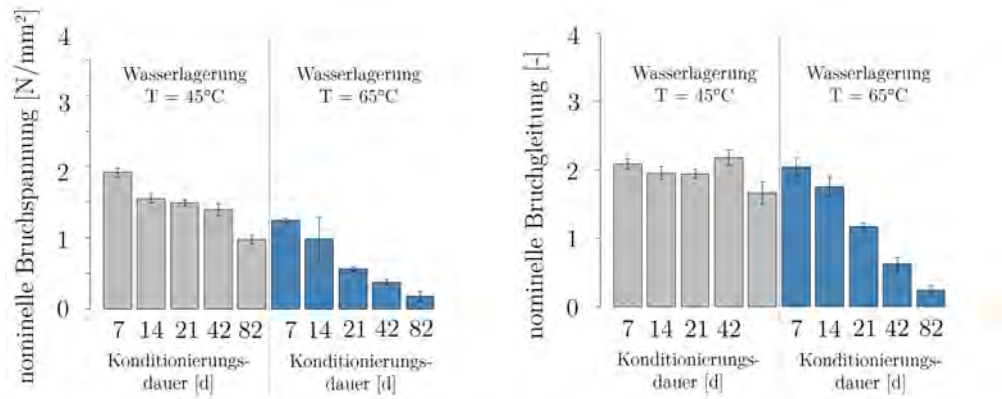 nominelle Bruchspannung [N/mm²]
4
3
2
1
0
Wasserlagerung
T = 45°C
Wasserlagerung
T = 65°C
7 14 21 42 82
7 14 21 42 82
Konditionierungs-
dauer [d]
Konditionierungs-
dauer [d]
nominelle Bruchgleitung [-]
4
3
2
1
0
Wasserlagerung
T = 45°C
Wasserlagerung
T = 65°C
7 14 21 42
7 14 21 42 82
Konditionierungs-
dauer [d]
Konditionierungs-
dauer [d]